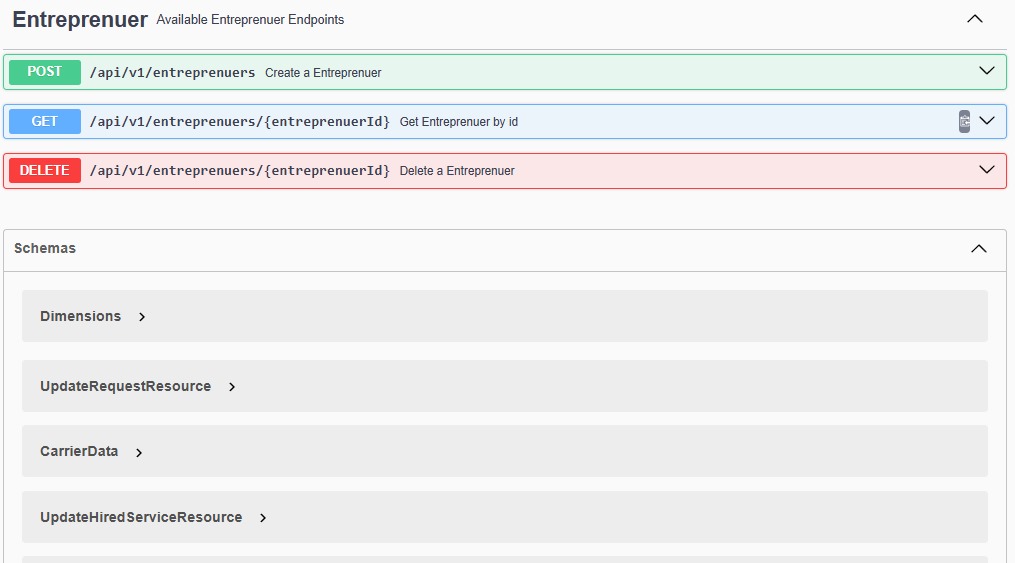 Entreprenuer Available Entreprenuer Endpoints
POST /api/v1/entreprenuers Create a Entreprenuer
GET /api/v1/entreprenuers/{entreprenuerId} Get Entreprenuer by id
DELETE /api/v1/entreprenuers/{entreprenuerId} Delete a Entreprenuer
Schemas
Dimensions
UpdateRequestResource
CarrierData
UpdateHiredServiceResource